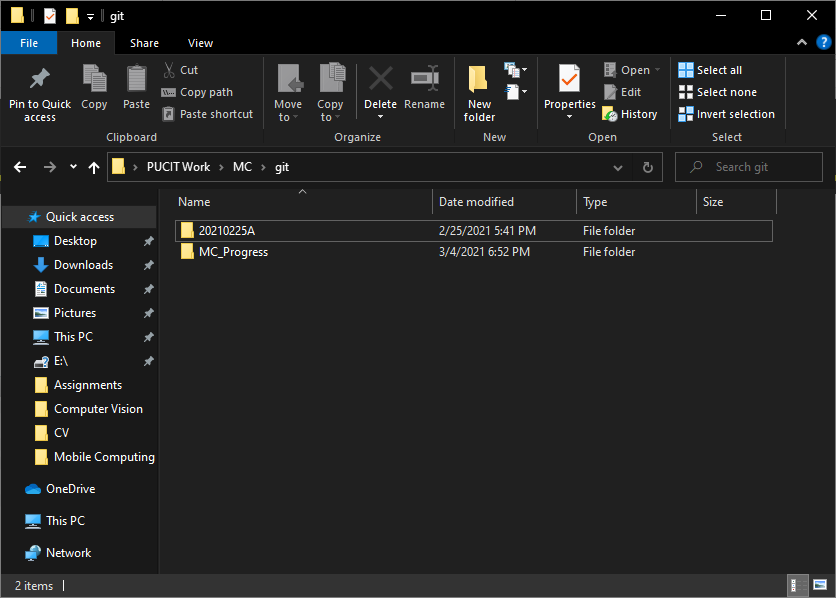 git
File Home Share View
Pin to Quick access
Copy
Paste
Cut
Copy path
Paste shortcut
Clipboard
Move to
Copy to
Delete
Rename
Organize
New folder
New
Properties
Open
Edit
History
Open
Select all
Select none
Invert selection
Select
PUCIT Work > MC > git
Search git
Name Date modified Type Size
20210225A 2/25/2021 5:41 PM File folder
MC_Progress 3/4/2021 6:52 PM File folder
Quick access
Desktop
Downloads
Documents
Pictures
This PC
E:\
Assignments
Computer Vision
CV
Mobile Computing
OneDrive
This PC
Network
2 items